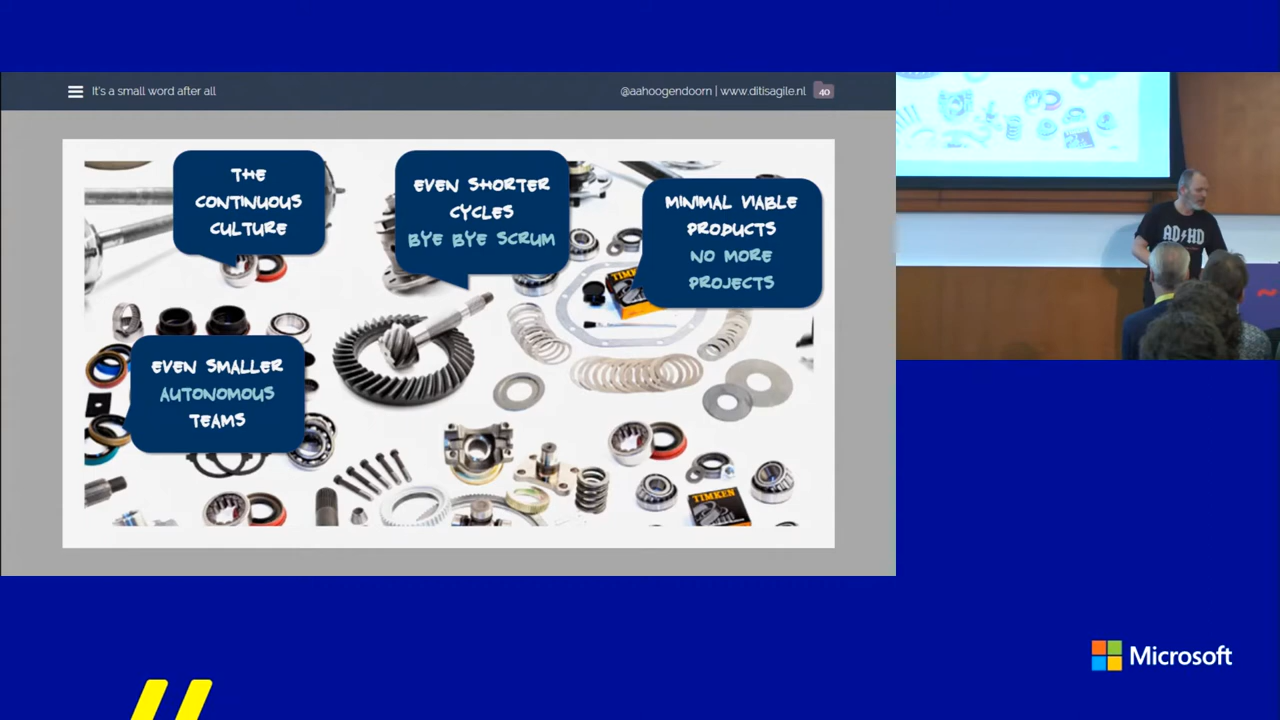 It's a small word after all
@aahoogendoorn | www.ditisagile.nl
40
THE
CONTINUOUS
CULTURE
EVEN SHORTER
CYCLES
BYE BYE SCRUM
MINIMAL VIABLE
PRODUCTS
NO MORE
PROJECTS
EVEN SMALLER
AUTONOMOUS
TEAMS
TIMKEN
TIMKEN
AD HD
Microsoft